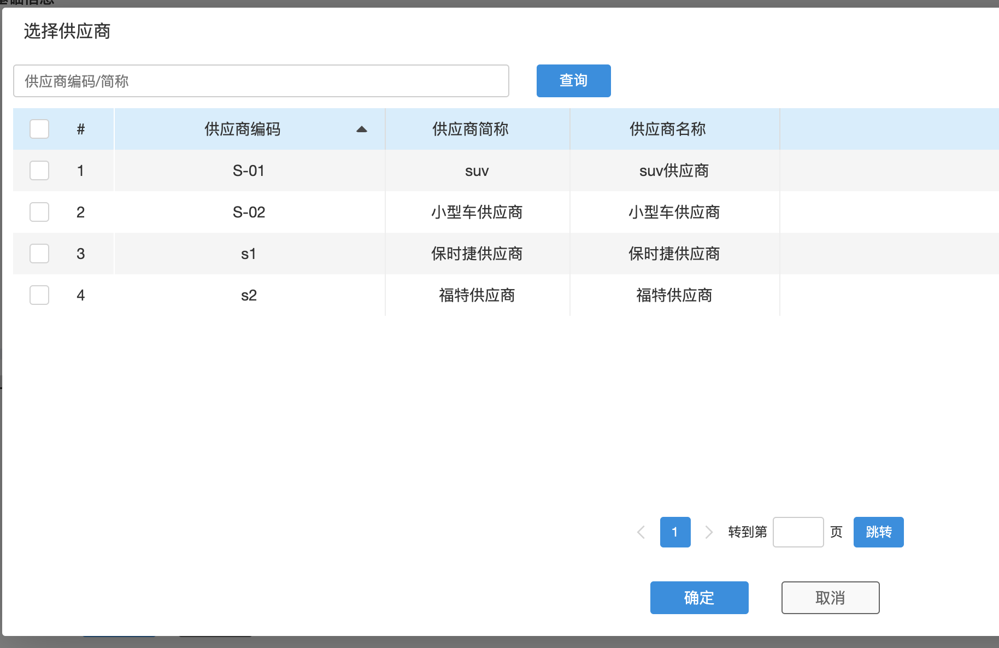 选择供应商
供应商编码/简称 查询
# 供应商编码 供应商简称 供应商名称
1 S-01 suv suv供应商
2 S-02 小型车供应商 小型车供应商
3 s1 保时捷供应商 保时捷供应商
4 s2 福特供应商 福特供应商
1 转到第 页 跳转
确定 取消